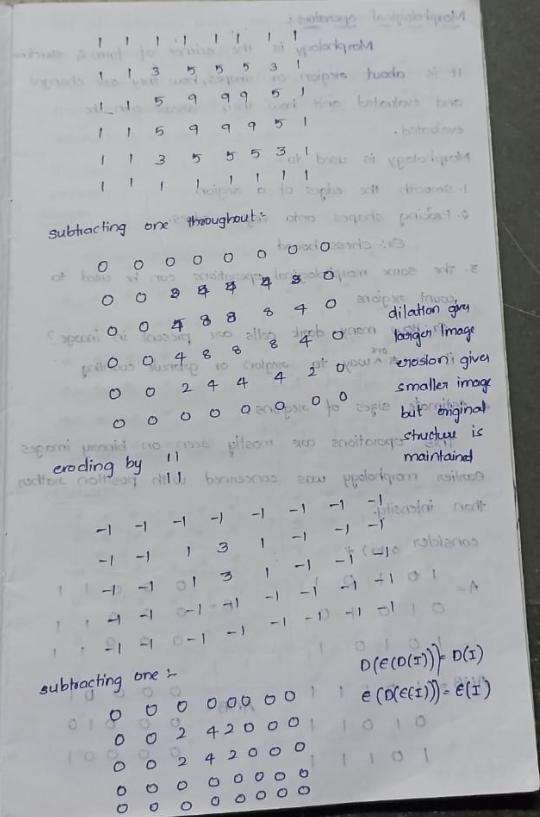 1 1 1 1 1 1 1 1
1 1 3 5 5 5 3 1
1 1 5 9 9 9 5 1
1 1 5 9 9 9 5 1
1 1 3 5 5 5 3 1
1 1 1 1 1 1 1 1
subtracting one throughout:-
0 0 0 0 0 0 0 0
0 0 2 4 4 4 2 0
0 0 4 8 8 8 4 0
0 0 4 8 8 8 4 0
0 0 2 4 4 4 2 0
0 0 0 0 0 0 0 0
dilation gives
larger image
erosion gives
smaller image
but original
structure is
maintained
eroding by 1 1
1 1
-1 -1 -1 -1 -1 -1 -1 -1
-1 -1 1 3 1 -1 -1 -1
-1 -1 1 3 1 -1 -1 -1
-1 -1 -1 -1 -1 -1 -1 -1
-1 -1 -1 -1 -1 -1 -1 -1
subtracting one :-
0 0 0 0 0 0 0 0
0 0 2 4 2 0 0 0
0 0 2 4 2 0 0 0
0 0 0 0 0 0 0 0
0 0 0 0 0 0 0 0
D(E(D(I))) = D(I)
E(D(E(I))) = E(I)